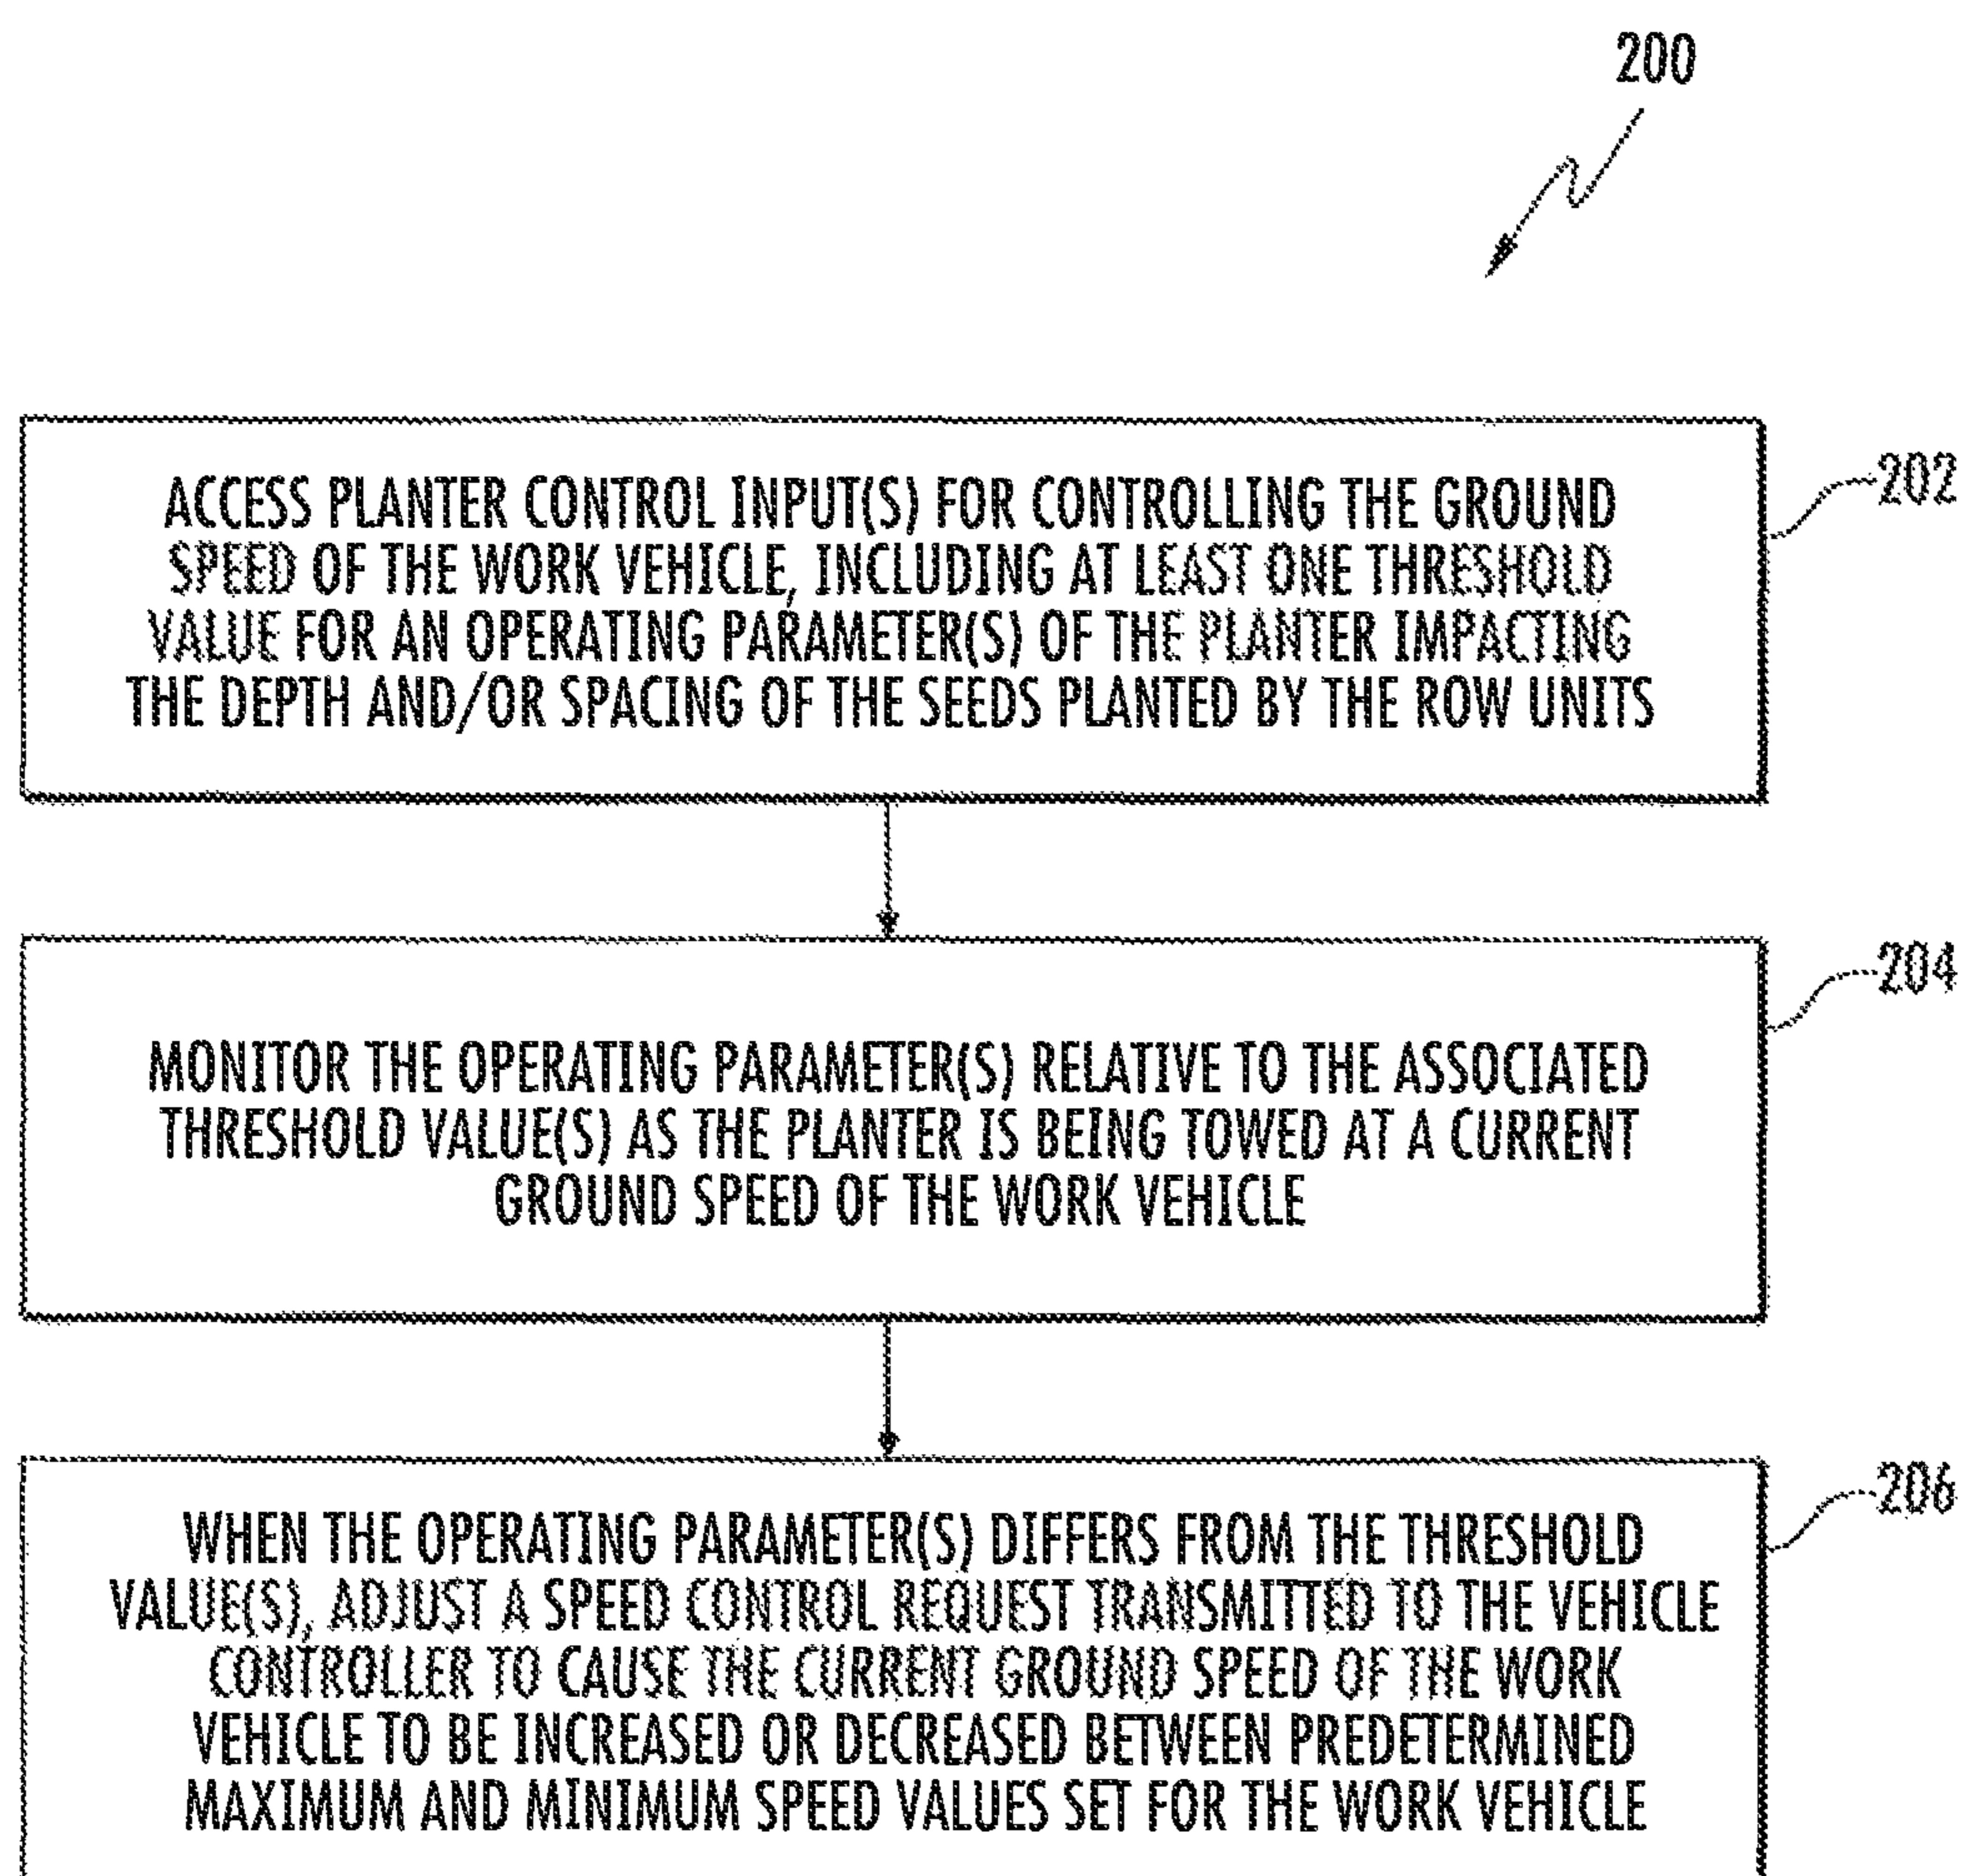 200
ACCESS PLANTER CONTROL INPUT(S) FOR CONTROLLING THE GROUND
SPEED OF THE WORK VEHICLE, INCLUDING AT LEAST ONE THRESHOLD
VALUE FOR AN OPERATING PARAMETER(S) OF THE PLANTER IMPACTING
THE DEPTH AND/OR SPACING OF THE SEEDS PLANTED BY THE ROW UNITS
202
MONITOR THE OPERATING PARAMETER(S) RELATIVE TO THE ASSOCIATED
THRESHOLD VALUE(S) AS THE PLANTER IS BEING TOWED AT A CURRENT
GROUND SPEED OF THE WORK VEHICLE
204
WHEN THE OPERATING PARAMETER(S) DIFFERS FROM THE THRESHOLD
VALUE(S), ADJUST A SPEED CONTROL REQUEST TRANSMITTED TO THE VEHICLE
CONTROLLER TO CAUSE THE CURRENT GROUND SPEED OF THE WORK
VEHICLE TO BE INCREASED OR DECREASED BETWEEN PREDETERMINED
MAXIMUM AND MINIMUM SPEED VALUES SET FOR THE WORK VEHICLE
206